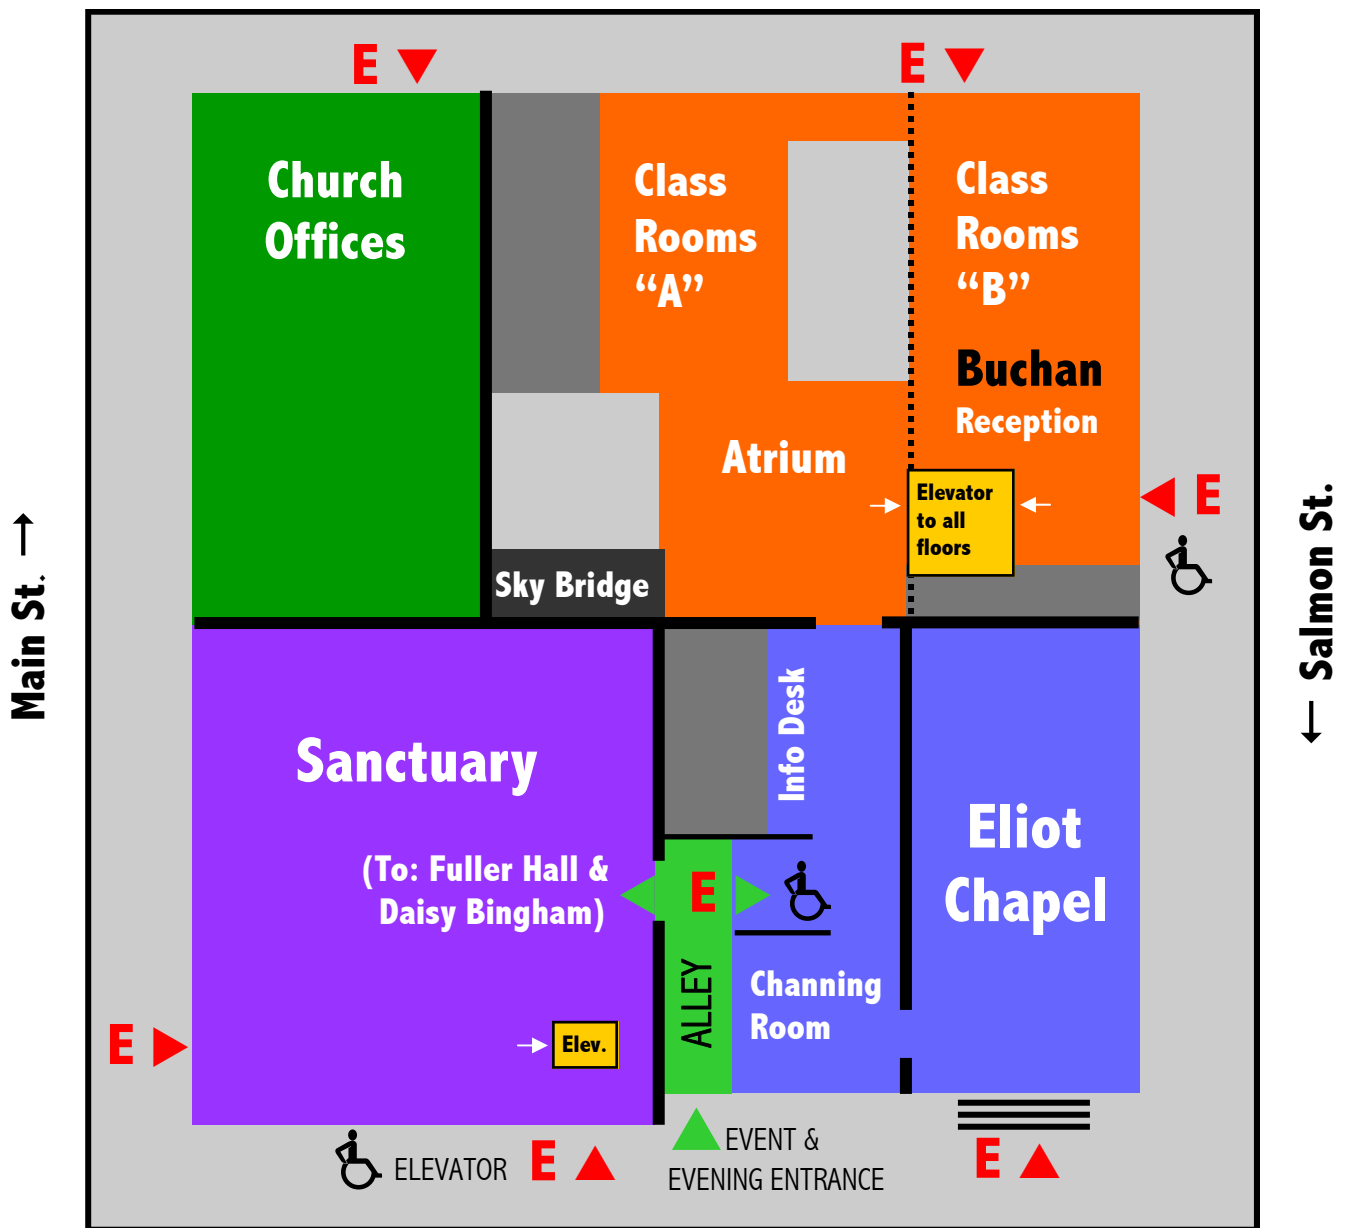 E
E
Church
Offices
Class
Rooms
“A”
Class
Rooms
“B”
Buchan
Reception
Atrium
Elevator
to all
floors
E
Sky Bridge
Main St. →
← Salmon St.
Info Desk
Sanctuary
(To: Fuller Hall &
Daisy Bingham)
E
ALLEY
Eliot
Chapel
Channing
Room
E
Elev.
ELEVATOR E
EVENT &
EVENING ENTRANCE
E